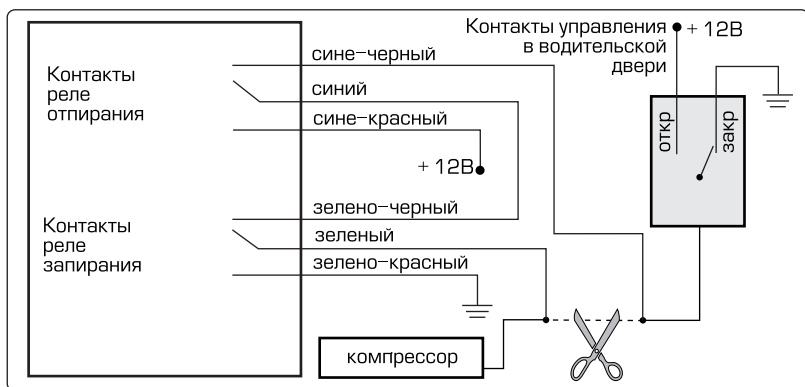 Контакты управления
в водительской
двери
+ 12В
сине-черный
Контакты
реле
отпирания
синий
сине-красный
+ 12В
откр
закр
зелено-черный
Контакты
реле
запирания
зеленый
зелено-красный
компрессор